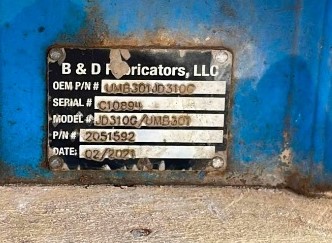 B & D Fabricators, LLC
OEM P/N # UMB301JD310G
SERIAL # C10894
MODEL # JD310G/UMB301
P/N # 2051592
DATE: 02/2021